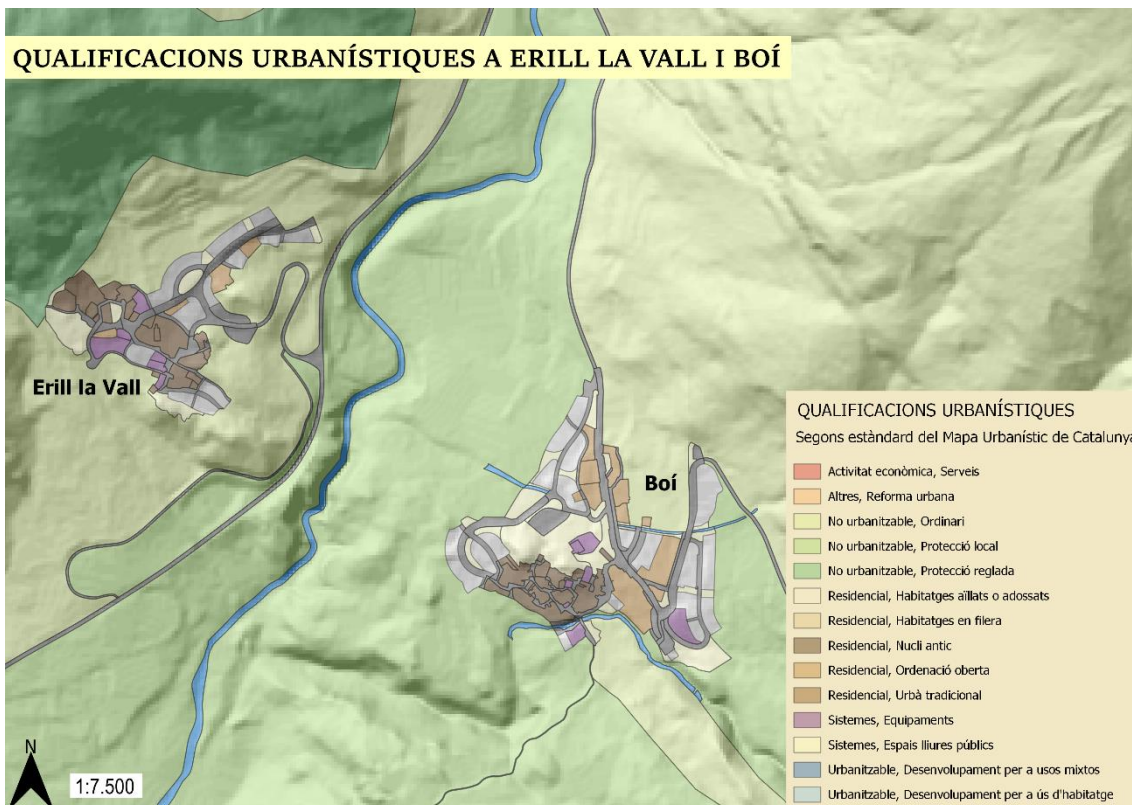 QUALIFICACIONS URBANÍSTIQUES A ERILL LA VALL I BOÍ
Erill la Vall
Boí
QUALIFICACIONS URBANÍSTIQUES
Segons estàndard del Mapa Urbanístic de Catalunya
Activitat econòmica, Serveis
Altres, Reforma urbana
No urbanitzable, Ordinari
No urbanitzable, Protecció local
No urbanitzable, Protecció reglada
Residencial, Habitatges aïllats o adossats
Residencial, Habitatges en filera
Residencial, Nucli antic
Residencial, Ordenació oberta
Residencial, Urbà tradicional
Sistemes, Equipaments
Sistemes, Espais lliures públics
Urbanitzable, Desenvolupament per a usos mixtos
Urbanitzable, Desenvolupament per a ús d'habitatge
N
1:7.500